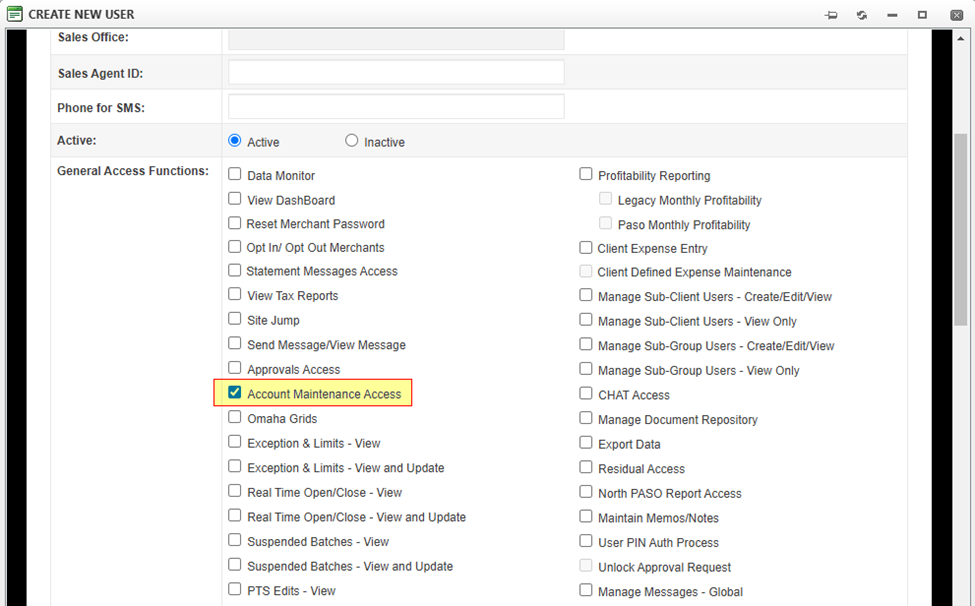 CREATE NEW USER
Sales Office:
Sales Agent ID:
Phone for SMS:
Active:
Active
Inactive
General Access Functions:
Data Monitor
View DashBoard
Reset Merchant Password
Opt In/ Opt Out Merchants
Statement Messages Access
View Tax Reports
Site Jump
Send Message/View Message
Approvals Access
Account Maintenance Access
Omaha Grids
Exception & Limits - View
Exception & Limits - View and Update
Real Time Open/Close - View
Real Time Open/Close - View and Update
Suspended Batches - View
Suspended Batches - View and Update
PTS Edits - View
Profitability Reporting
Legacy Monthly Profitability
Paso Monthly Profitability
Client Expense Entry
Client Defined Expense Maintenance
Manage Sub-Client Users - Create/Edit/View
Manage Sub-Client Users - View Only
Manage Sub-Group Users - Create/Edit/View
Manage Sub-Group Users - View Only
CHAT Access
Manage Document Repository
Export Data
Residual Access
North PASO Report Access
Maintain Memos/Notes
User PIN Auth Process
Unlock Approval Request
Manage Messages - Global